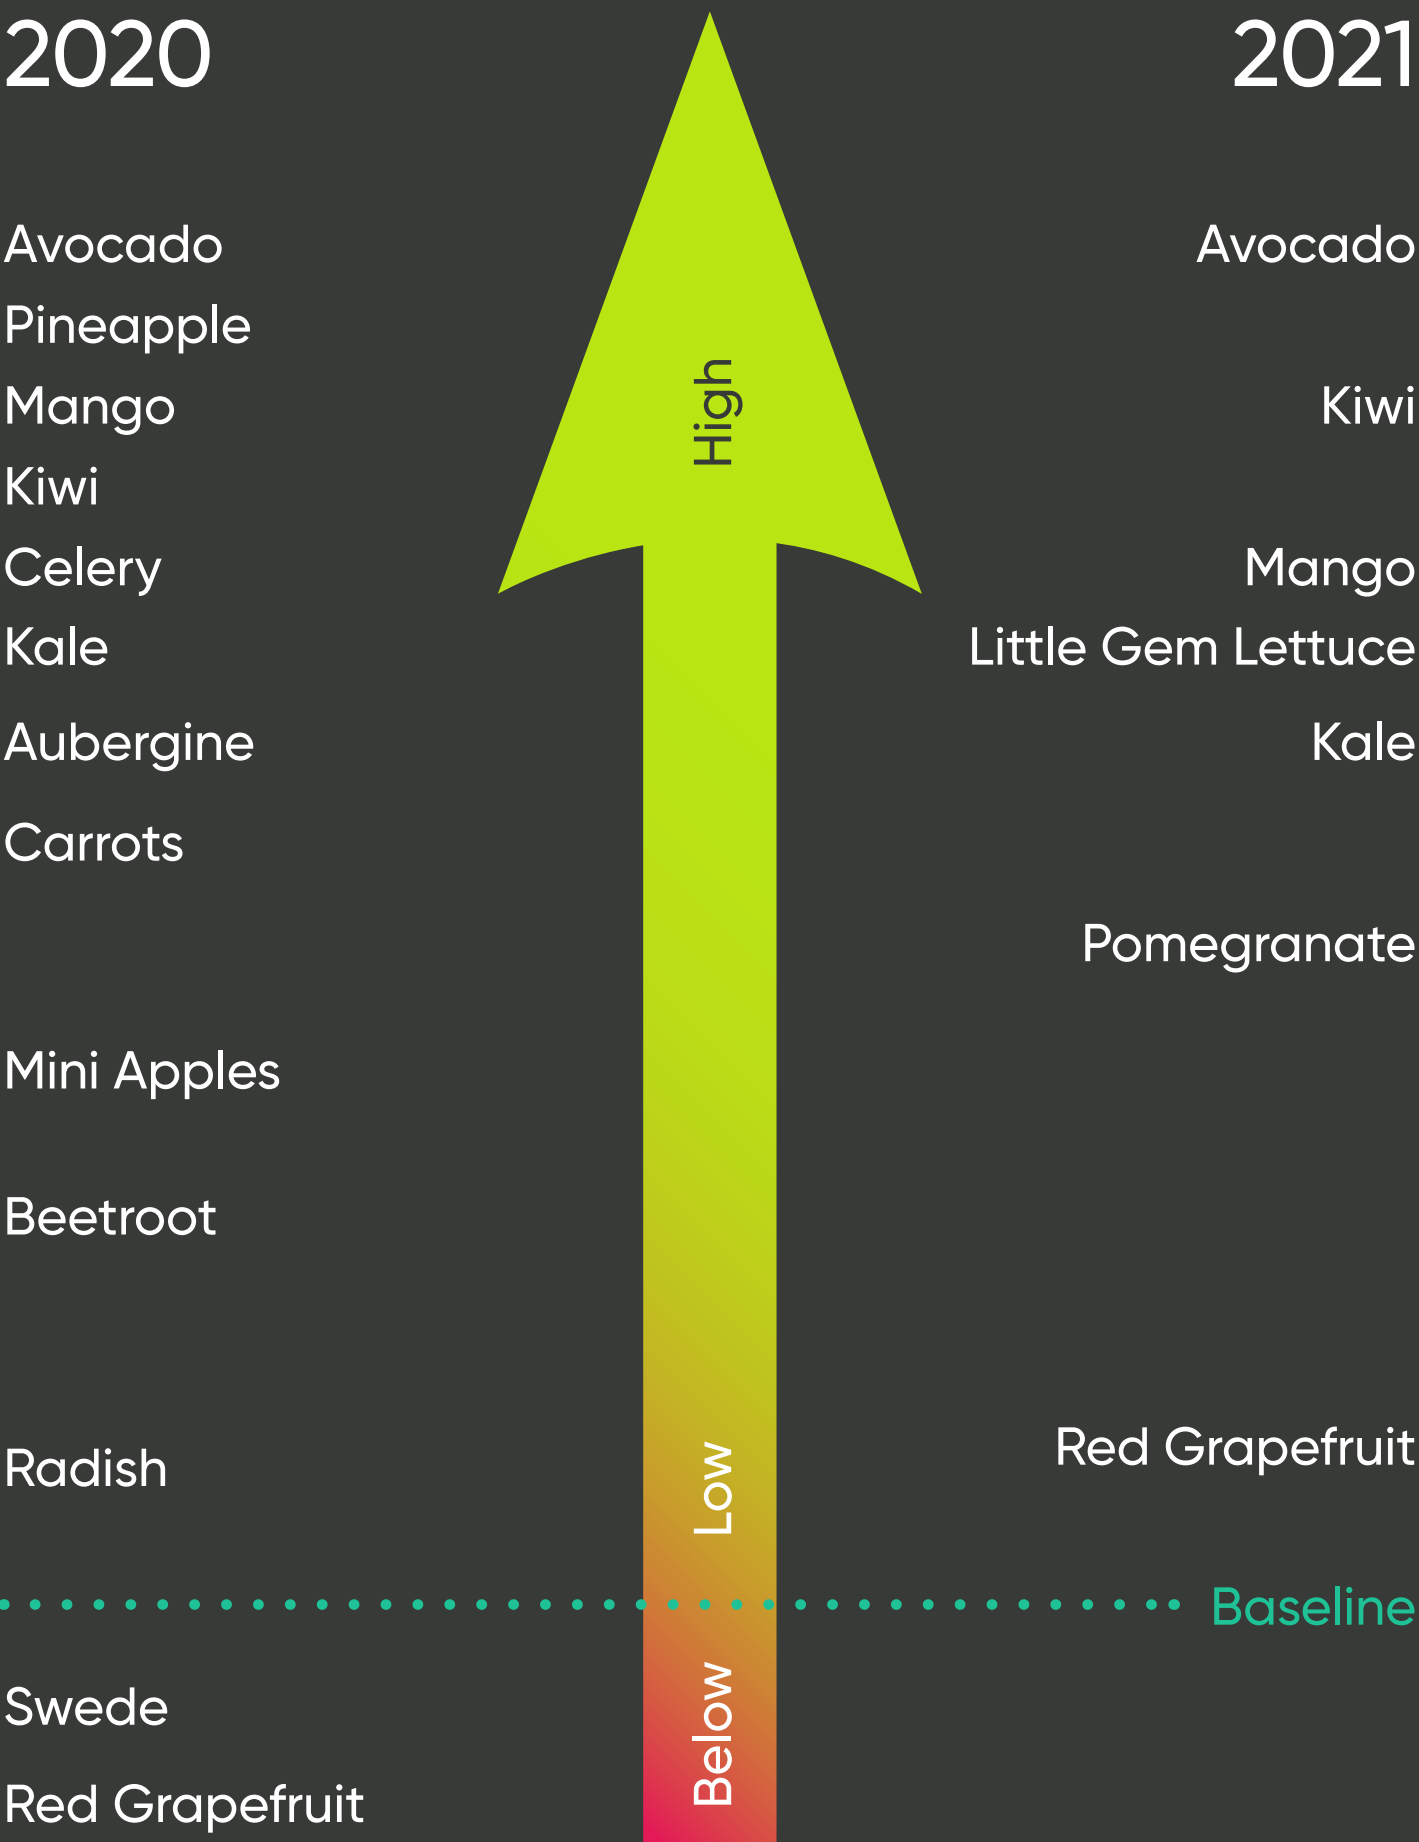 2020
2021
Avocado
Pineapple
Mango
Kiwi
Celery
Kale
Aubergine
Carrots
Mini Apples
Beetroot
Radish
Swede
Red Grapefruit
High
Low
Below
Avocado
Kiwi
Mango
Little Gem Lettuce
Kale
Pomegranate
Red Grapefruit
Baseline